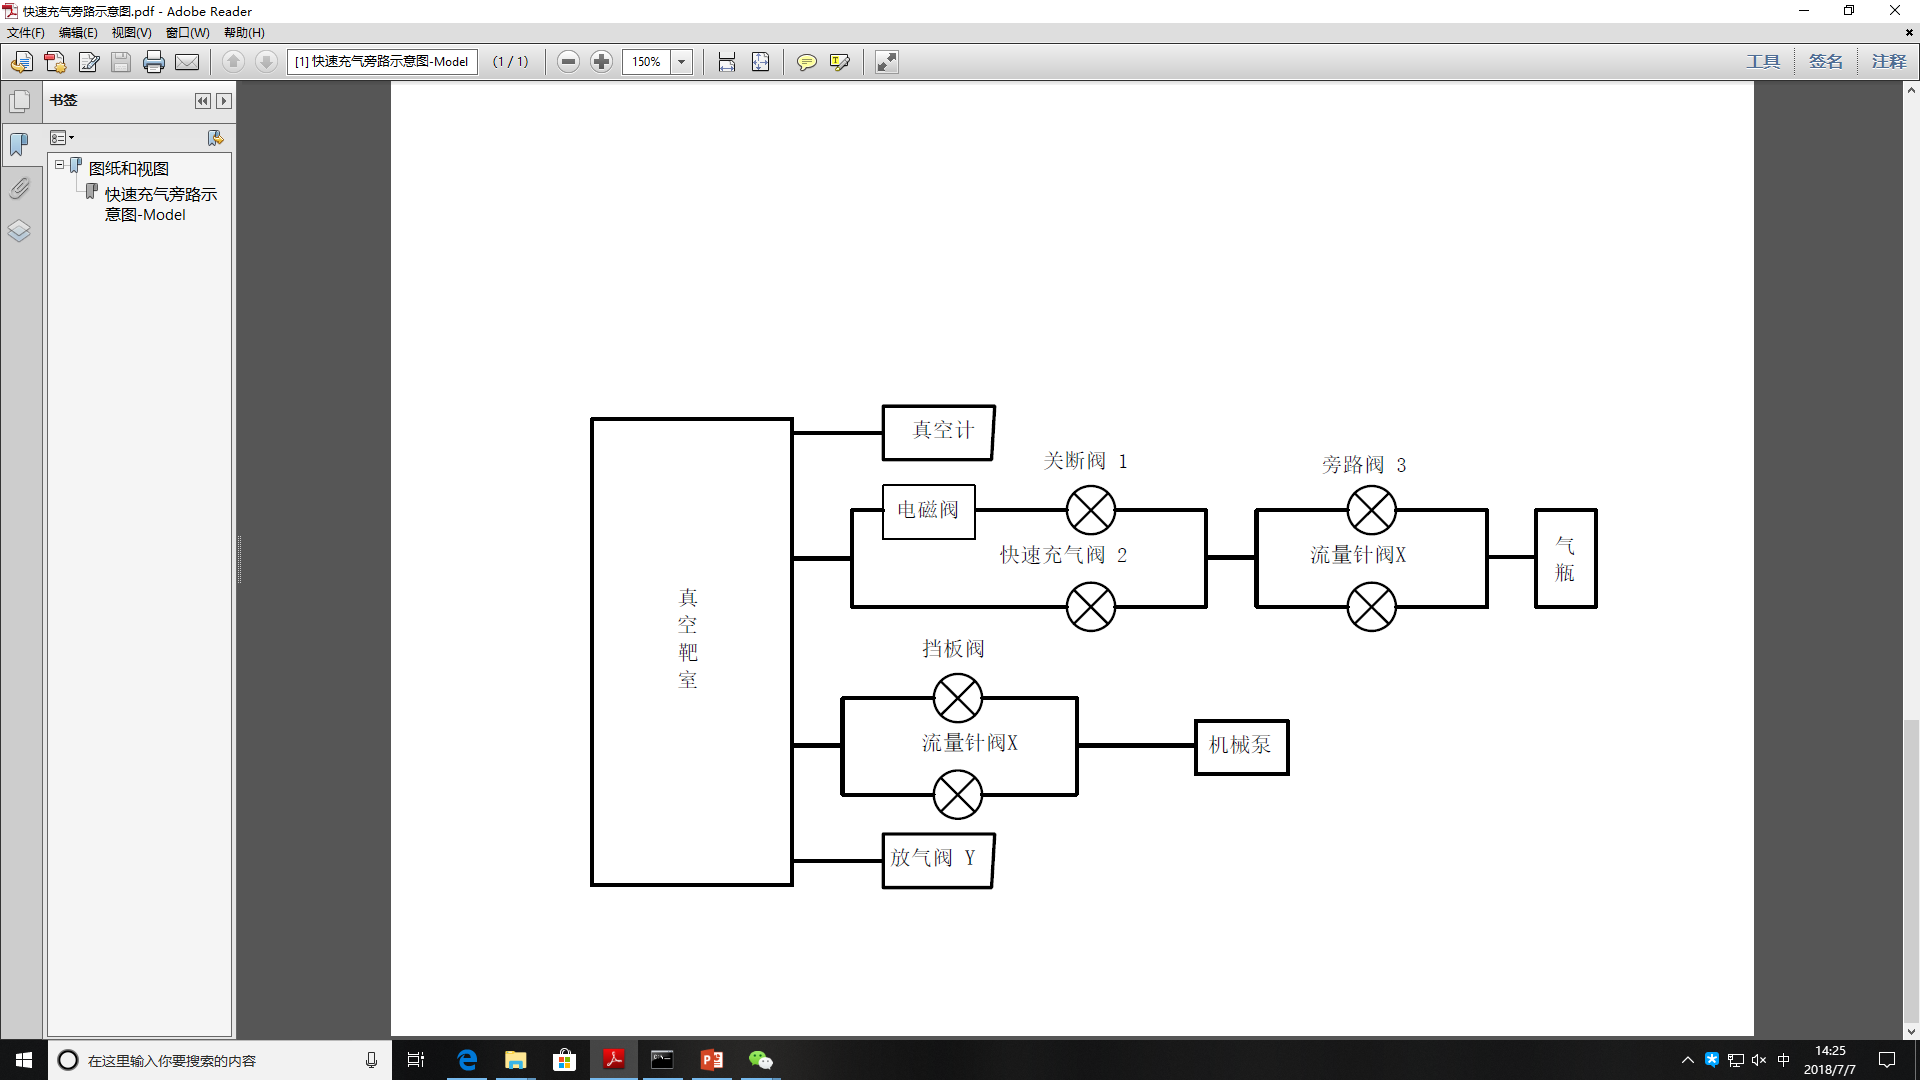 快速充气旁路示意图.pdf - Adobe Reader
文件(F) 编辑(E) 视图(V) 窗口(W) 帮助(H)
[1] 快速充气旁路示意图-Model (1 / 1) 150% 工具 签名 注释
书签
图纸和视图
快速充气旁路示
意图-Model
真空计
关断阀 1
旁路阀 3
电磁阀
快速充气阀 2
流量针阀X
气
瓶
真
空
靶
室
挡板阀
流量针阀X
机械泵
放气阀 Y
在这里输入你要搜索的内容
中
14:25
2018/7/7